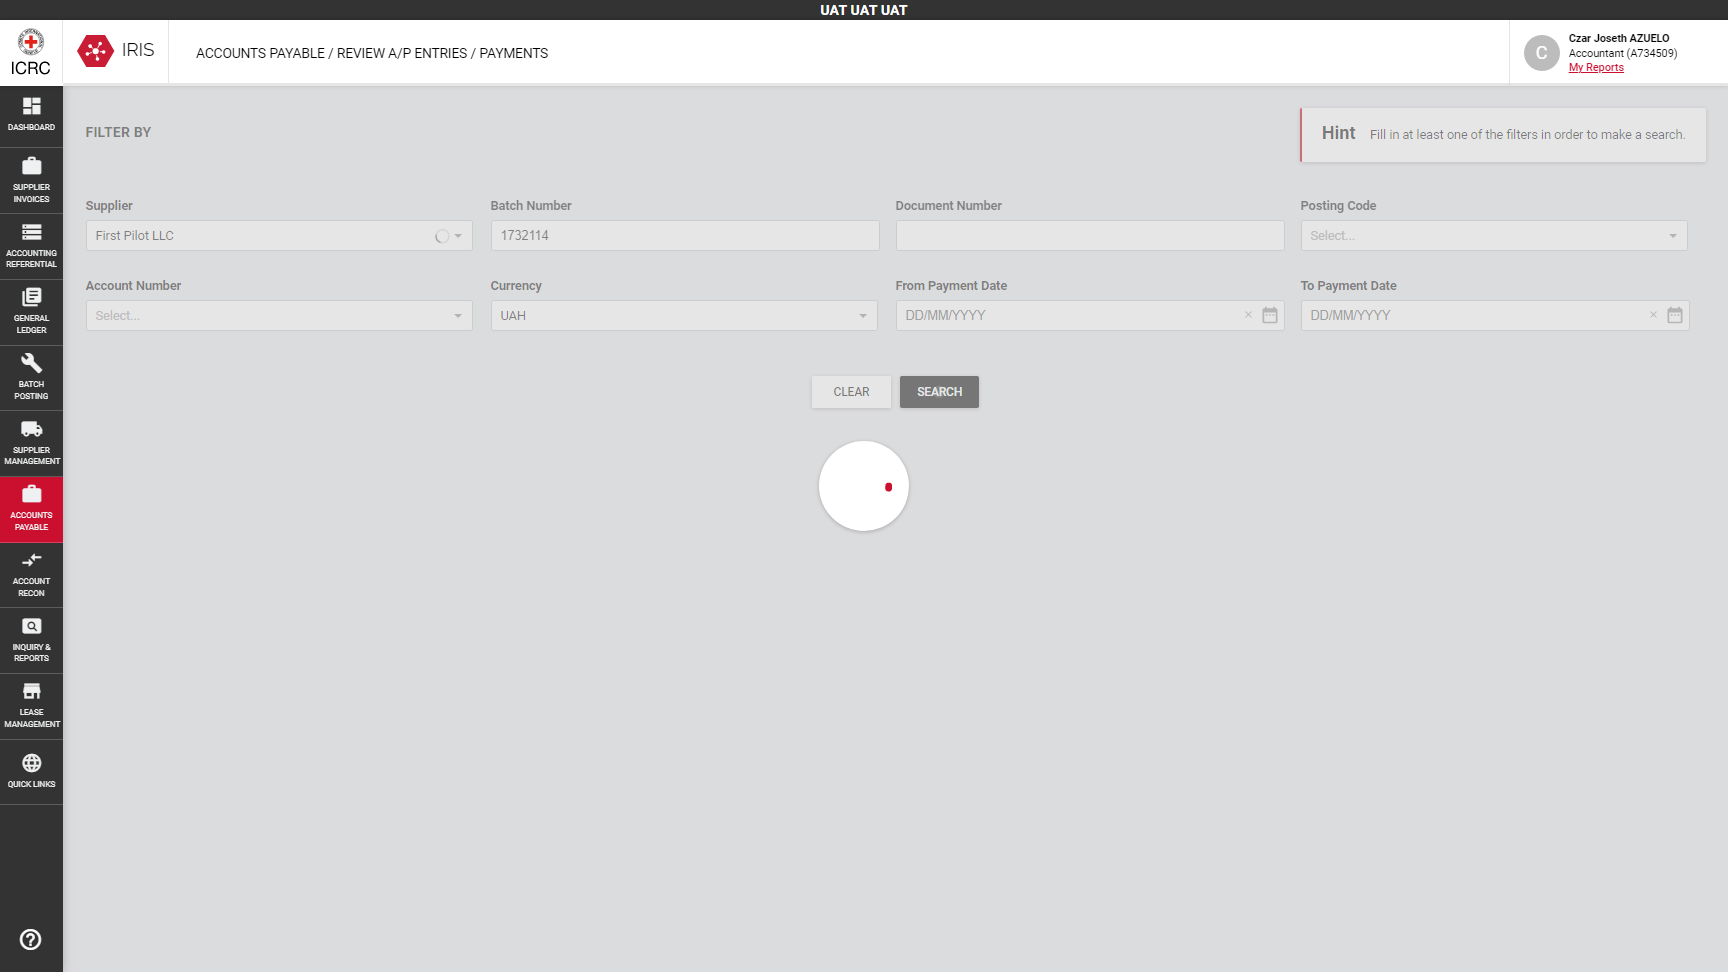 UAT UAT UAT
ICRC
IRIS
ACCOUNTS PAYABLE / REVIEW A/P ENTRIES / PAYMENTS
C
Czar Joseth AZUELO
Accountant (A734509)
My Reports
DASHBOARD
SUPPLIER
INVOICES
ACCOUNTING
REFERENTIAL
GENERAL
LEDGER
BATCH
POSTING
SUPPLIER
MANAGEMENT
ACCOUNTS
PAYABLE
ACCOUNT
RECON
INQUIRY &
REPORTS
LEASE
MANAGEMENT
QUICK LINKS
FILTER BY
Hint Fill in at least one of the filters in order to make a search.
Supplier
First Pilot LLC
Batch Number
1732114
Document Number
Posting Code
Select...
Account Number
Select...
Currency
UAH
From Payment Date
DD/MM/YYYY
To Payment Date
DD/MM/YYYY
CLEAR
SEARCH